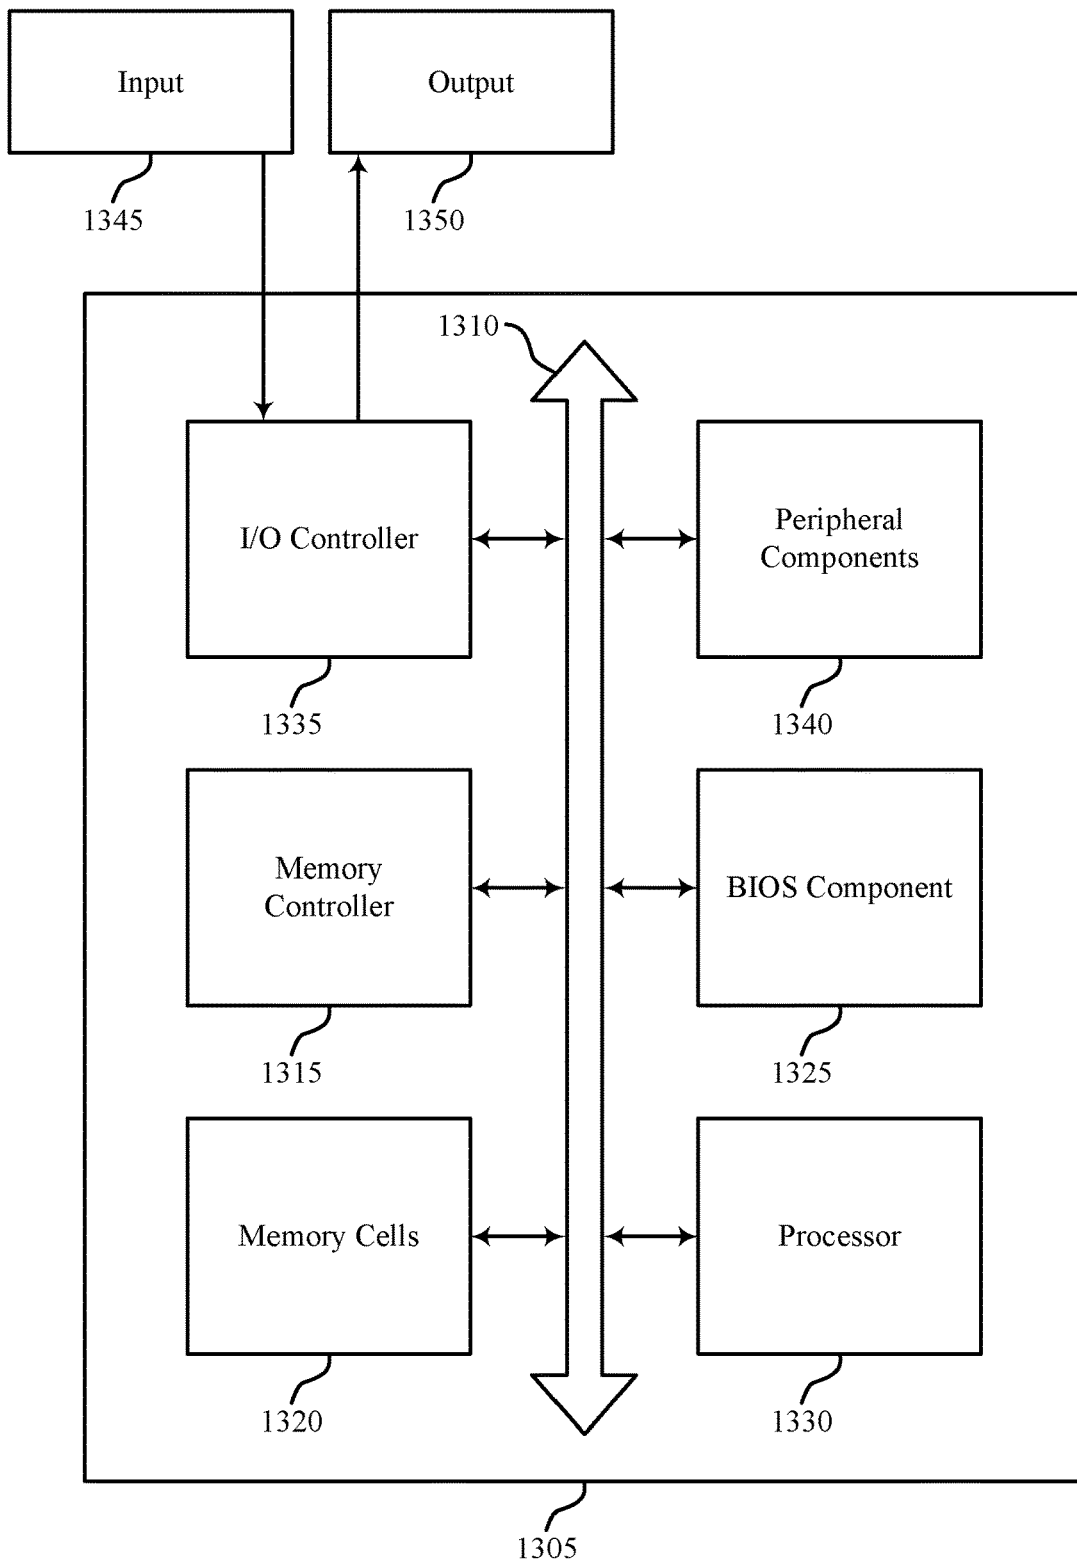 Input
Output
1345
1350
1310
I/O Controller
Peripheral
Components
1335
1340
Memory
Controller
BIOS Component
1315
1325
Memory Cells
Processor
1320
1330
1305